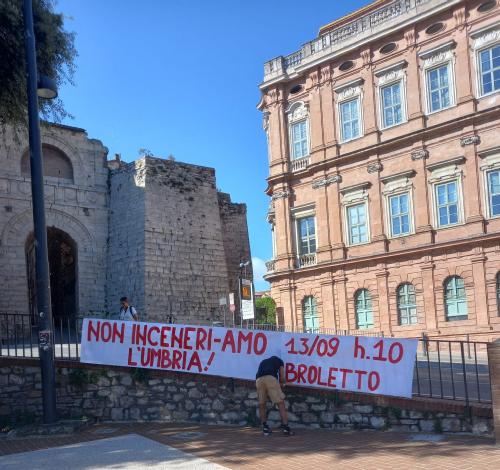 NON INCENERI-AMO 13/09 h.10
L'UMBRIA! BROLETTO